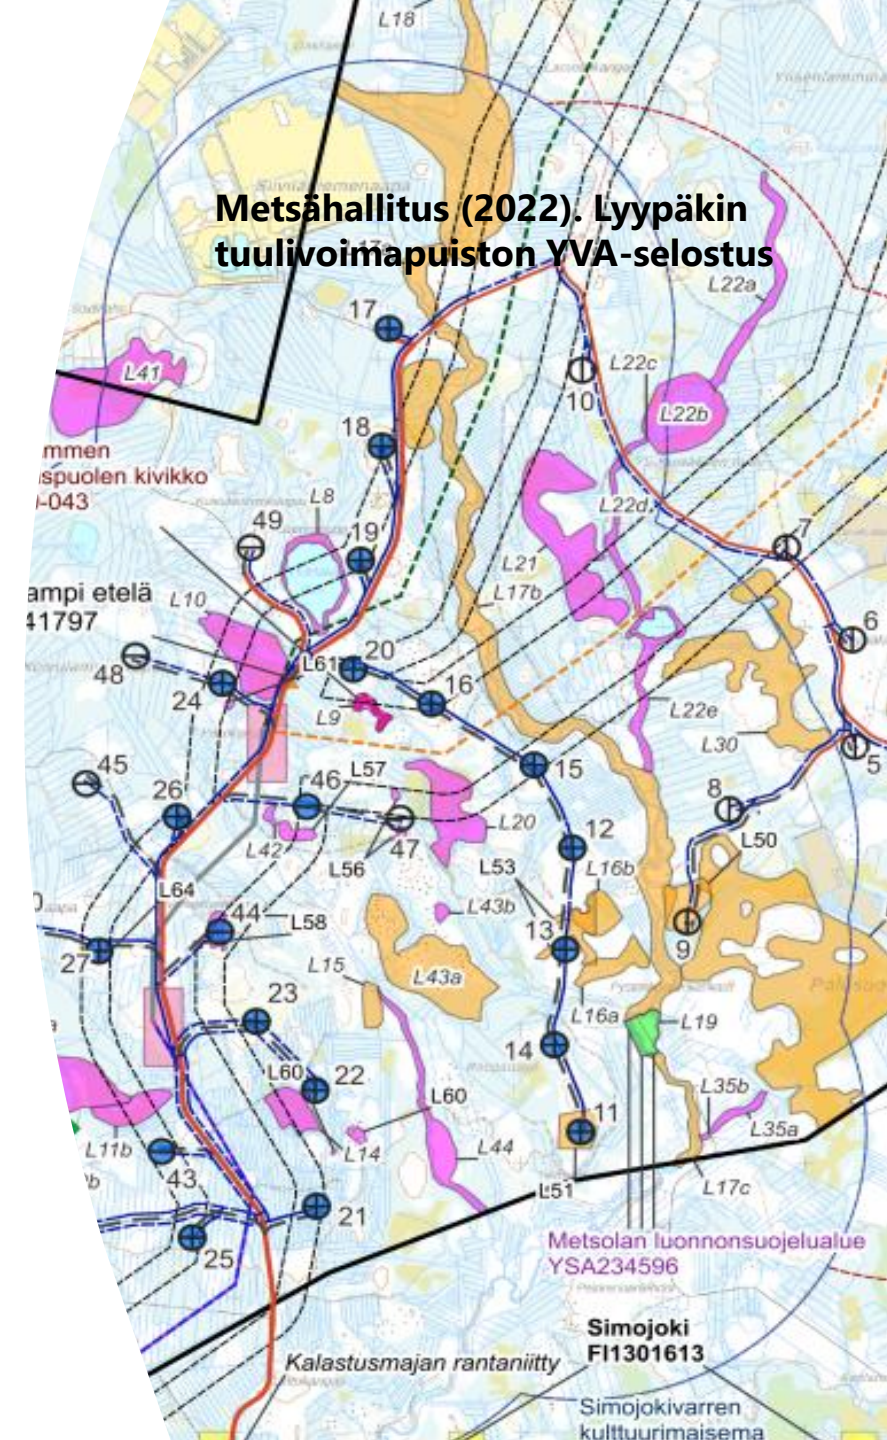 L18
Metsähallitus (2022). Lyypäkin
tuulivoimapuiston YVA-selostus
L22a
17
L22c
10
L41
L22b
18
mmen
spuolen kivikko
-043
L8
49
19
L22d
7
L21
ampi etelä
41797
L10
L17b
6
48
L61
20
24
16
L9
L22e
L30
5
15
45
26
46
L57
8
12
L42
L20
47
L56
L50
L53
L16b
L64
44
L58
L43b
13
9
27
L15
L43a
23
L16a
L19
14
L60
22
L60
L35b
11
L11b
L14
L44
L35a
43
L51
L17c
21
25
Metsolan luonnonsuojelualue
YSA234596
Simojoki
FI1301613
Kalastusmajan rantaniitty
Simojokivarren
kulttuurimaisema